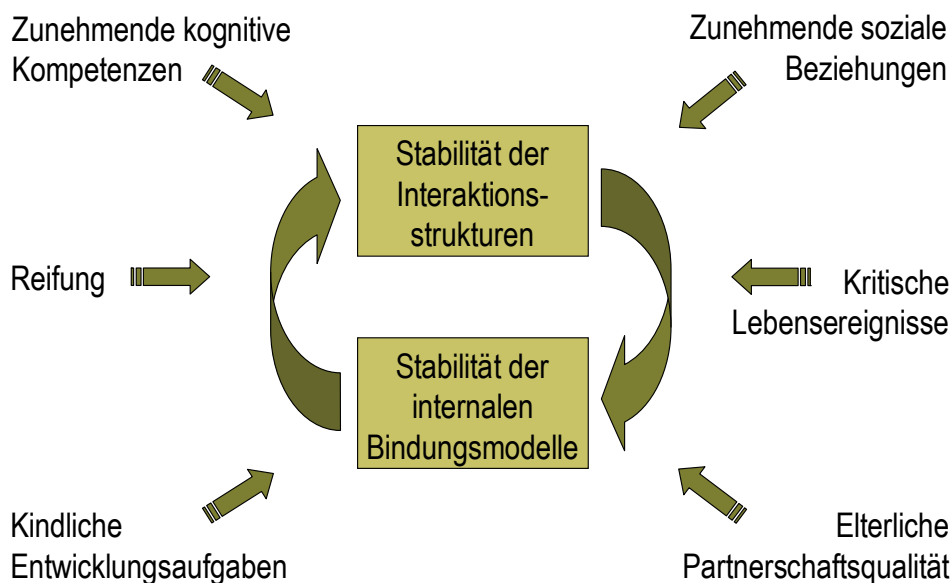 Zunehmende kognitive
Kompetenzen
Zunehmende soziale
Beziehungen
Stabilität der
Interaktions-
strukturen
Reifung
Kritische
Lebensereignisse
Stabilität der
internalen
Bindungsmodelle
Kindliche
Entwicklungsaufgaben
Elterliche
Partnerschaftsqualität